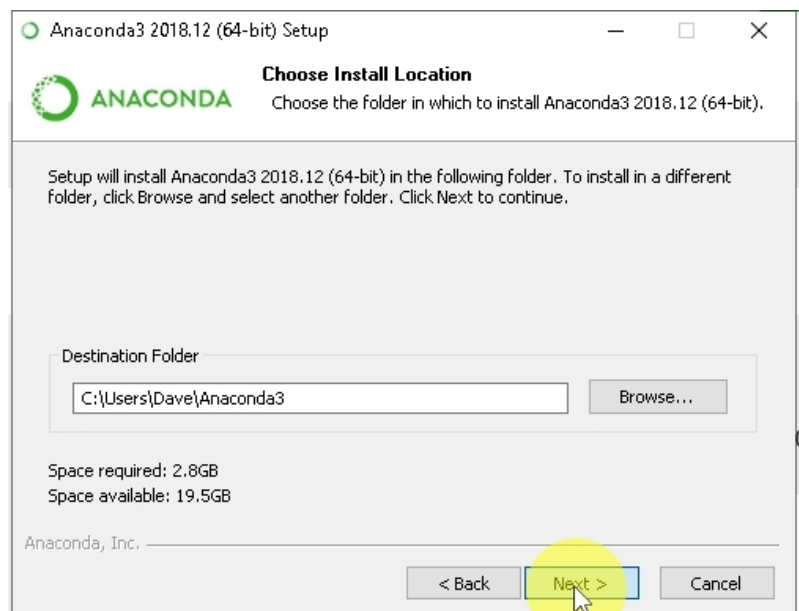 Anaconda3 2018.12 (64-bit) Setup
ANACONDA
Choose Install Location
Choose the folder in which to install Anaconda3 2018.12 (64-bit).
Setup will install Anaconda3 2018.12 (64-bit) in the following folder. To install in a different
folder, click Browse and select another folder. Click Next to continue.
Destination Folder
C:\Users\Dave\Anaconda3
Browse...
Space required: 2.8GB
Space available: 19.5GB
Anaconda, Inc.
< Back
Next >
Cancel